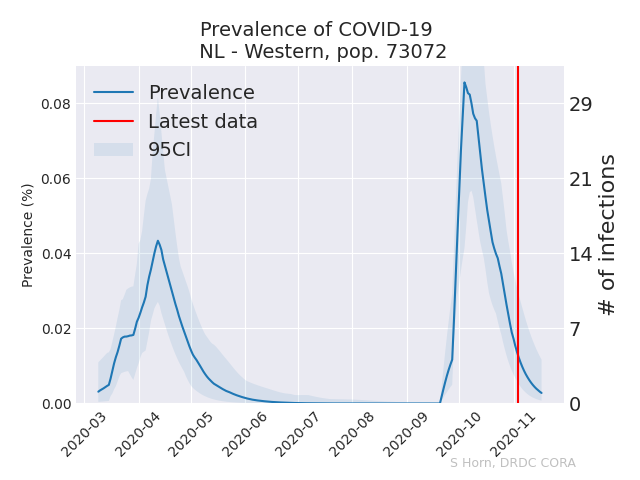 Prevalence of COVID-19
NL - Western, pop. 73072
Prevalence
Latest data
95CI
Prevalence (%)
0.08
0.06
0.04
0.02
0.00
29
21
14
7
0
# of infections
2020-03
2020-04
2020-05
2020-06
2020-07
2020-08
2020-09
2020-10
2020-11
S Horn, DRDC CORA